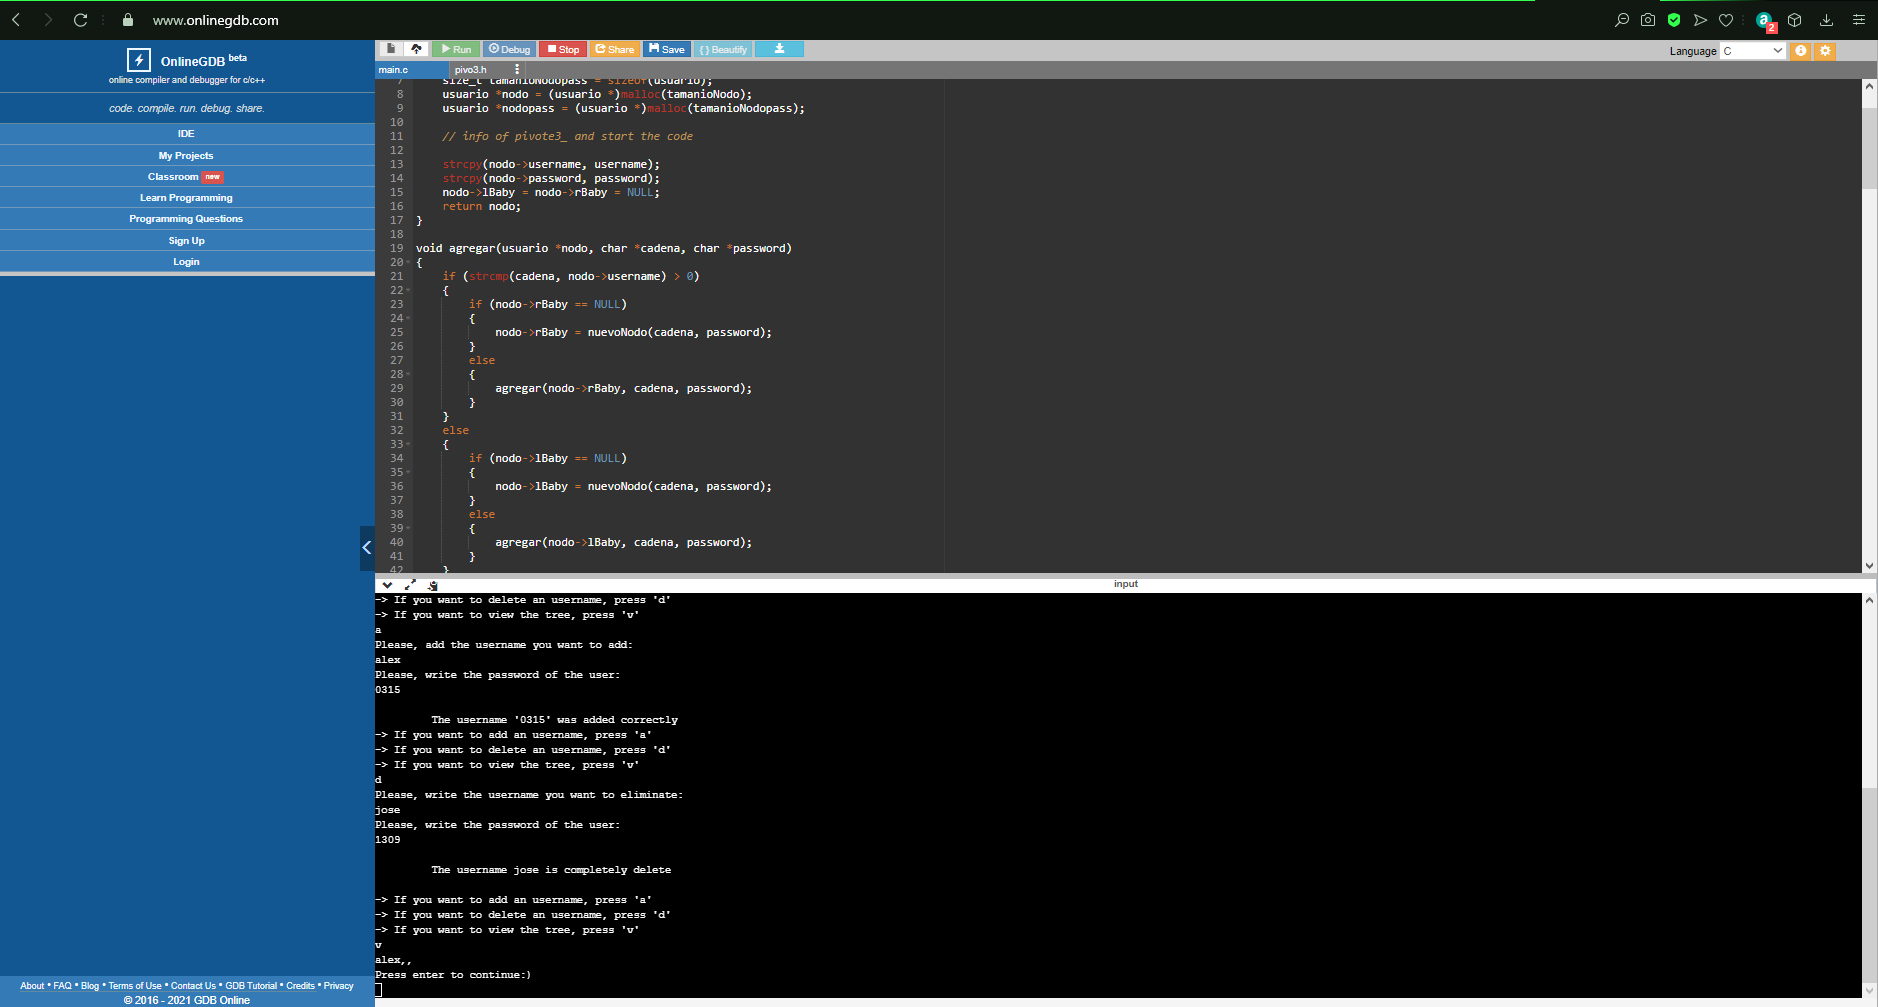 www.onlinegdb.com
2
OnlineGDB beta
online compiler and debugger for c/c++
code. compile. run. debug. share.
IDE
My Projects
Classroom new
Learn Programming
Programming Questions
Sign Up
Login
About • FAQ • Blog • Terms of Use • Contact Us • GDB Tutorial • Credits • Privacy
© 2016 - 2021 GDB Online
Run Debug Stop Share Save {} Beautify
Language C
main.c pivo3.h
7 size_t tamanioNodopass = sizeof(usuario);
8 usuario *nodo = (usuario *)malloc(tamanioNodo);
9 usuario *nodopass = (usuario *)malloc(tamanioNodopass);
10
11 // info of pivote3_ and start the code
12
13 strcpy(nodo->username, username);
14 strcpy(nodo->password, password);
15 nodo->lBaby = nodo->rBaby = NULL;
16 return nodo;
17 }
18
19 void agregar(usuario *nodo, char *cadena, char *password)
20 {
21 if (strcmp(cadena, nodo->username) > 0)
22 {
23 if (nodo->rBaby == NULL)
24 {
25 nodo->rBaby = nuevoNodo(cadena, password);
26 }
27 else
28 {
29 agregar(nodo->rBaby, cadena, password);
30 }
31 }
32 else
33 {
34 if (nodo->lBaby == NULL)
35 {
36 nodo->lBaby = nuevoNodo(cadena, password);
37 }
38 else
39 {
40 agregar(nodo->lBaby, cadena, password);
41 }
42 }
input
-> If you want to delete an username, press 'd'
-> If you want to view the tree, press 'v'
a
Please, add the username you want to add:
alex
Please, write the password of the user:
0315
The username '0315' was added correctly
-> If you want to add an username, press 'a'
-> If you want to delete an username, press 'd'
-> If you want to view the tree, press 'v'
d
Please, write the username you want to eliminate:
jose
Please, write the password of the user:
1309
The username jose is completely delete
-> If you want to add an username, press 'a'
-> If you want to delete an username, press 'd'
-> If you want to view the tree, press 'v'
v
alex,,
Press enter to continue:)